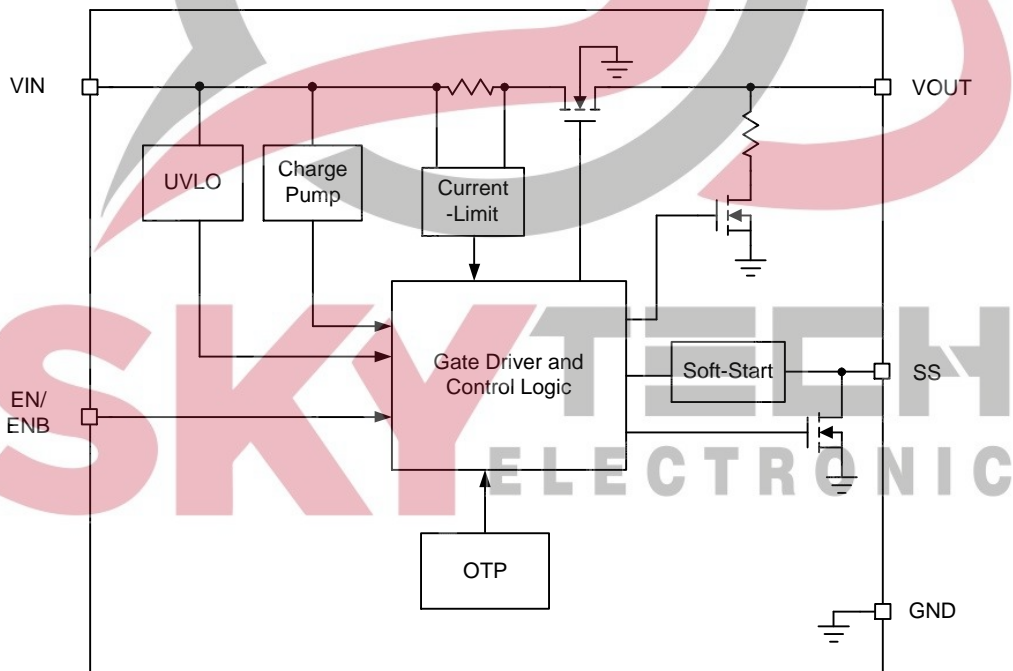 VIN
VOUT
UVLO
Charge
Pump
Current
-Limit
SKYTECH
ELECTRONIC
Gate Driver and
Control Logic
Soft-Start
SS
EN/
ENB
OTP
GND